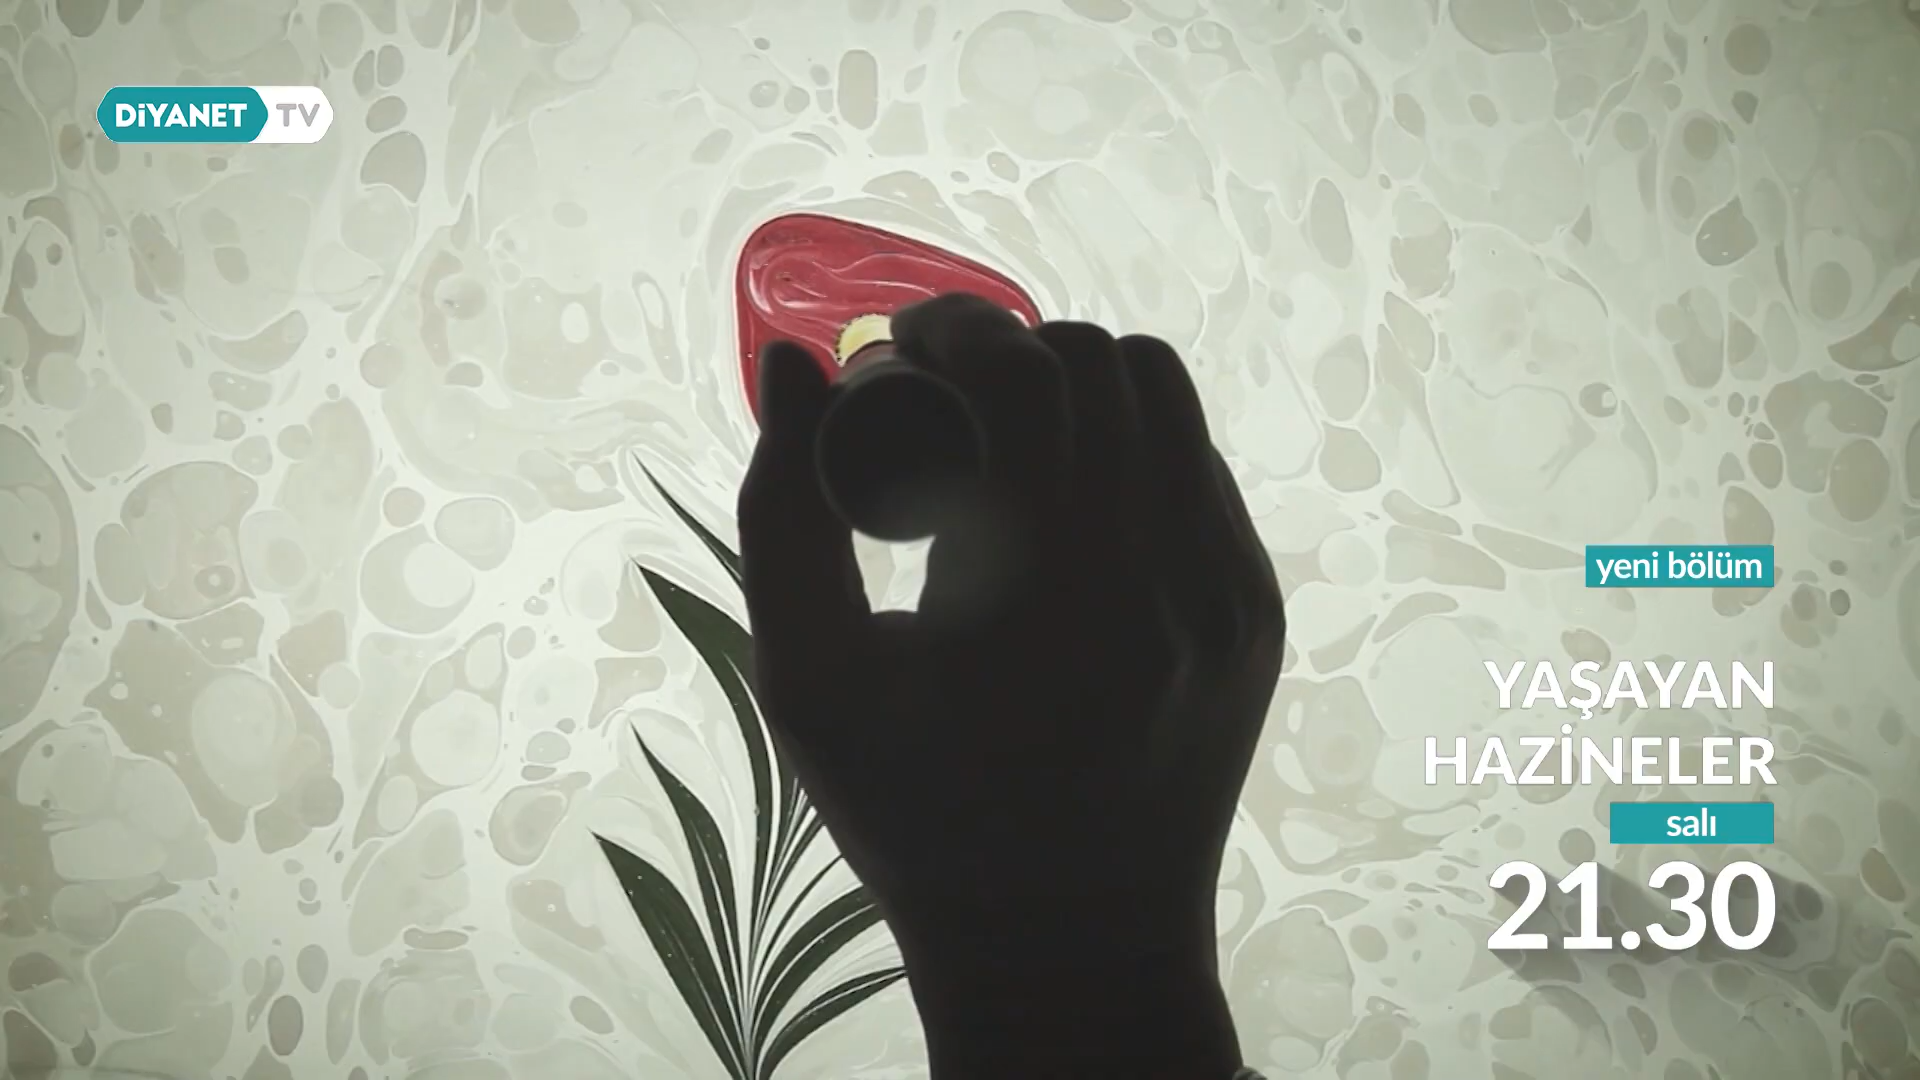 DİYANET TV
yeni bölüm
YAŞAYAN
HAZİNELER
salı
21.30